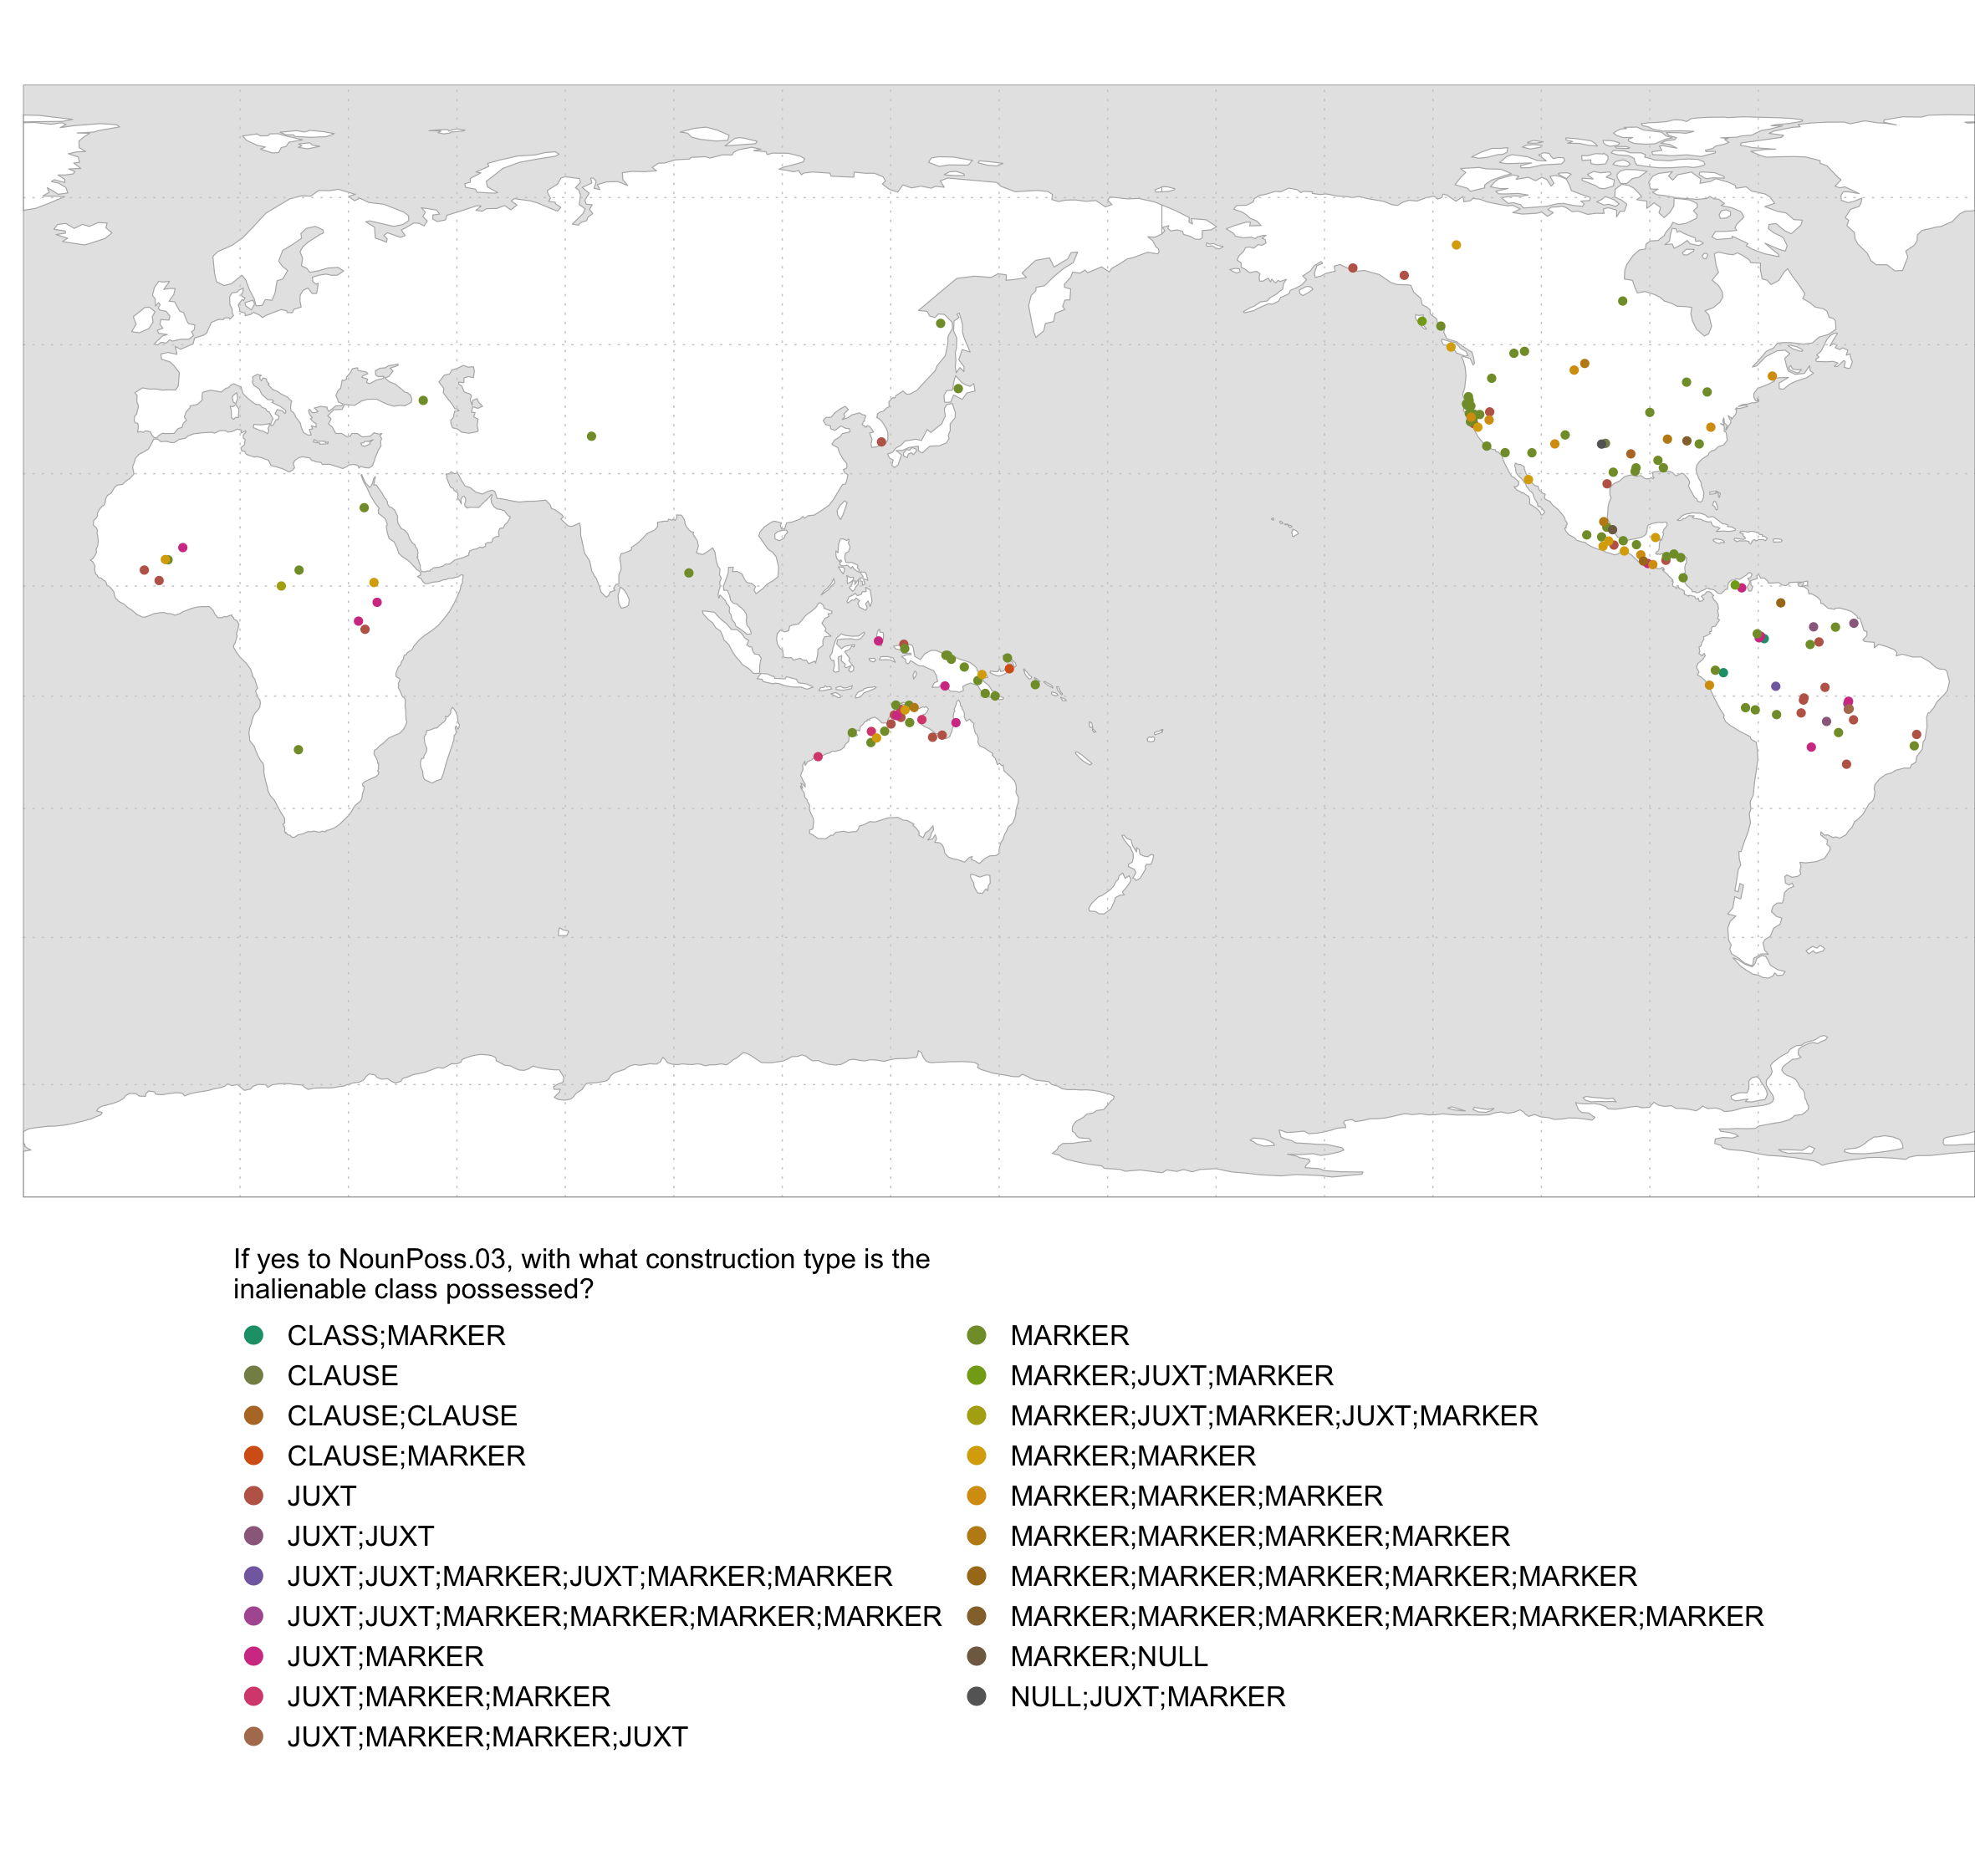 If yes to NounPoss.03, with what construction type is the
inalienable class possessed?
CLASS;MARKER
CLAUSE
CLAUSE;CLAUSE
CLAUSE;MARKER
JUXT
JUXT;JUXT
JUXT;JUXT;MARKER;JUXT;MARKER;MARKER
JUXT;JUXT;MARKER;MARKER;MARKER;MARKER
JUXT;MARKER
JUXT;MARKER;MARKER
JUXT;MARKER;MARKER;JUXT
MARKER
MARKER;JUXT;MARKER
MARKER;JUXT;MARKER;JUXT;MARKER
MARKER;MARKER
MARKER;MARKER;MARKER
MARKER;MARKER;MARKER;MARKER
MARKER;MARKER;MARKER;MARKER;MARKER
MARKER;MARKER;MARKER;MARKER;MARKER;MARKER
MARKER;NULL
NULL;JUXT;MARKER